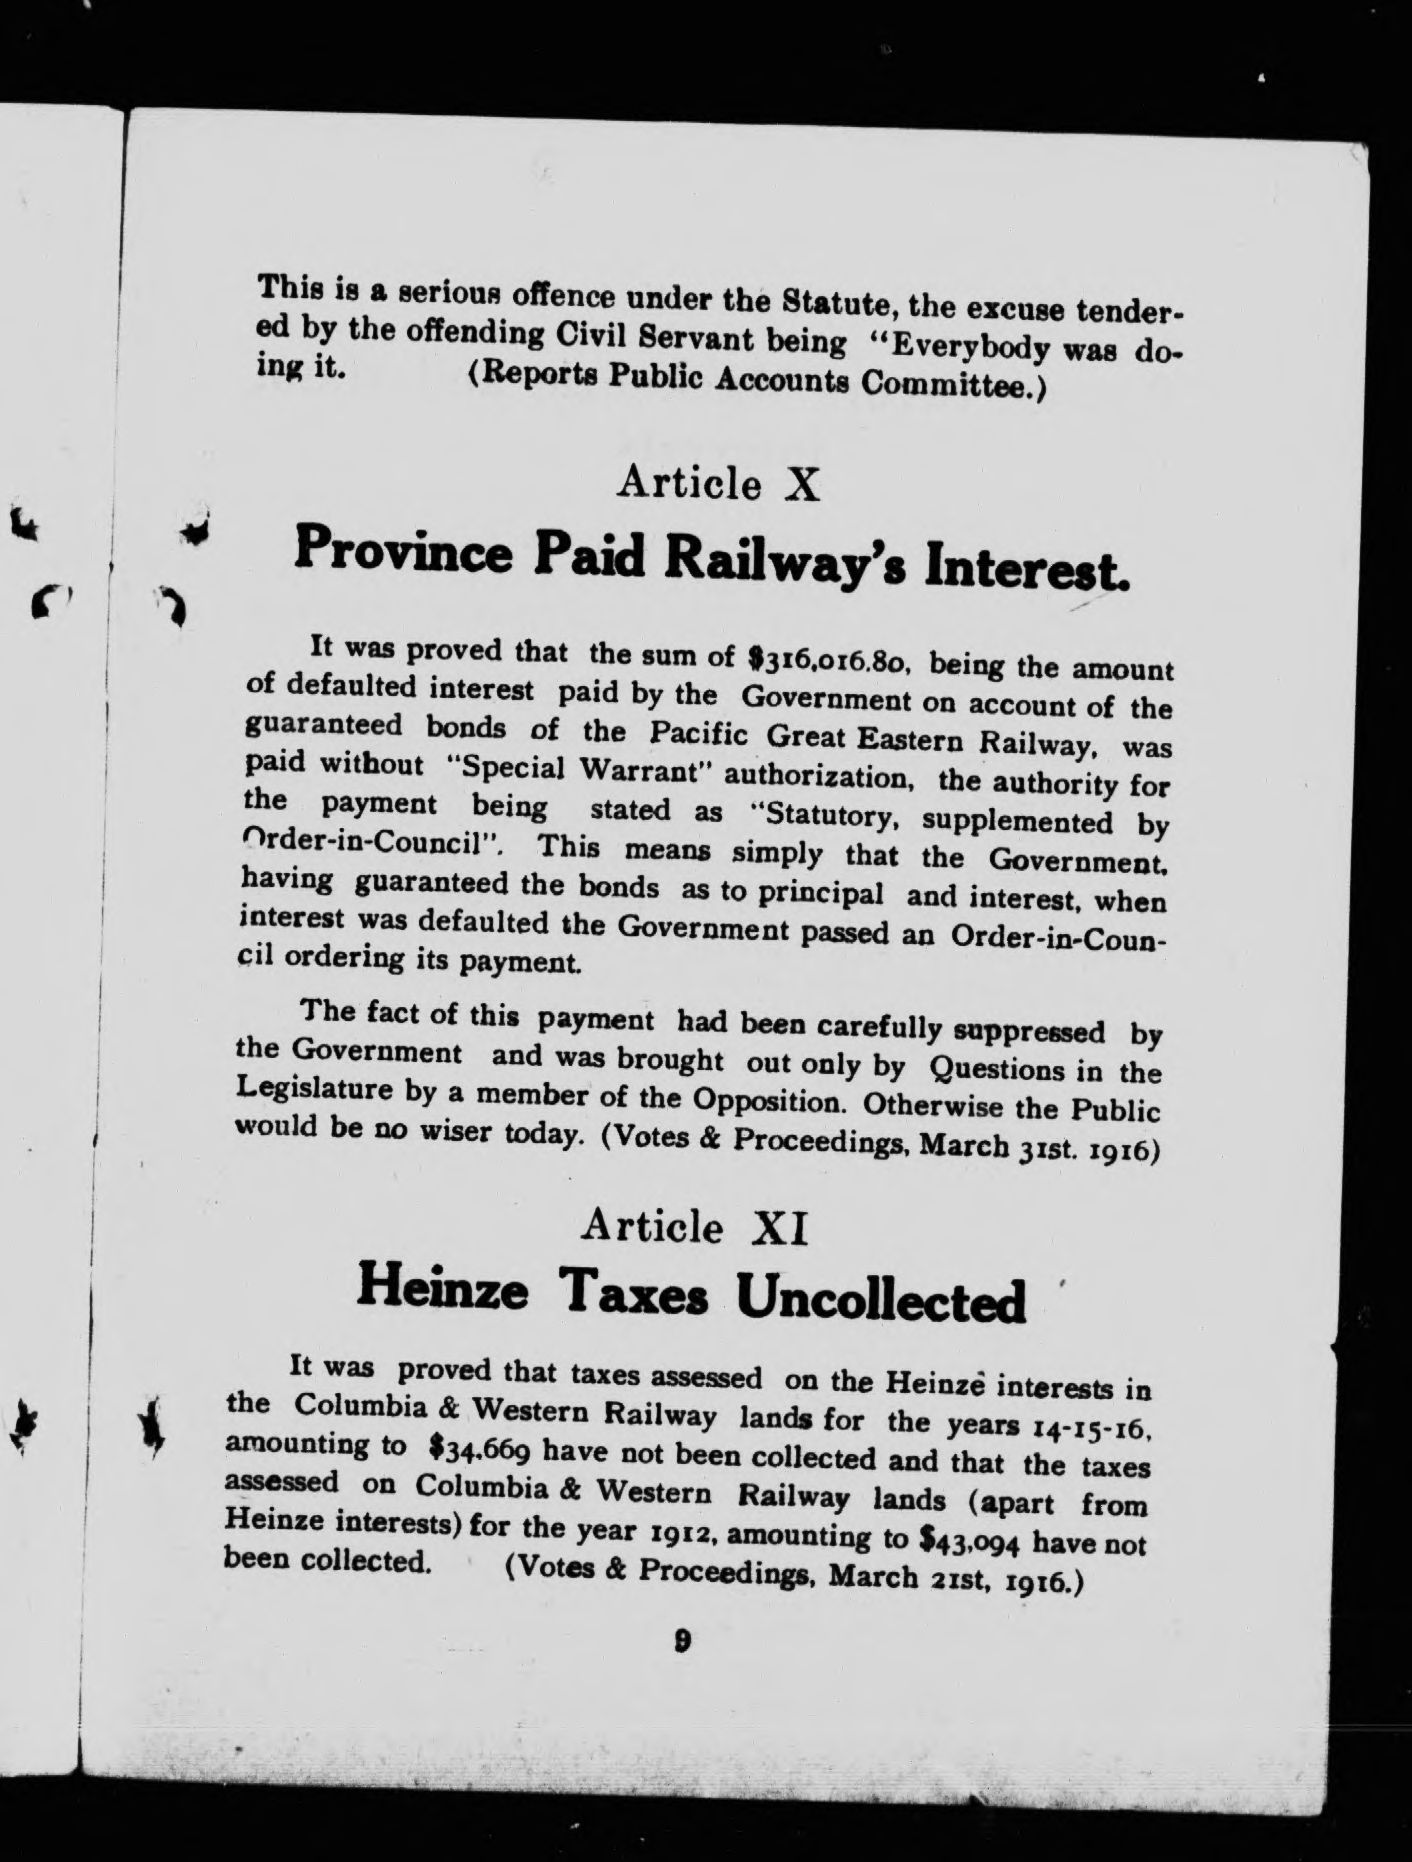 This is a serious offence under the Statute, the excuse tender-
ed by the offending Civil Servant being "Everybody was do-
ing it. (Reports Public Accounts Committee.)
Article X
Province Paid Railway's Interest.
It was proved that the sum of $316,016.80, being the amount
of defaulted interest paid by the Government on account of the
guaranteed bonds of the Pacific Great Eastern Railway, was
paid without "Special Warrant" authorization, the authority for
the payment being stated as "Statutory, supplemented by
Order-in-Council". This means simply that the Government,
having guaranteed the bonds as to principal and interest, when
interest was defaulted the Government passed an Order-in-Coun-
cil ordering its payment.
The fact of this payment had been carefully suppressed by
the Government and was brought out only by Questions in the
Legislature by a member of the Opposition. Otherwise the Public
would be no wiser today. (Votes & Proceedings, March 31st. 1916)
Article XI
Heinze Taxes Uncollected
It was proved that taxes assessed on the Heinze interests in
the Columbia & Western Railway lands for the years 14-15-16,
amounting to $34,669 have not been collected and that the taxes
assessed on Columbia & Western Railway lands (apart from
Heinze interests) for the year 1912, amounting to $43,094 have not
been collected. (Votes & Proceedings, March 21st, 1916.)
9